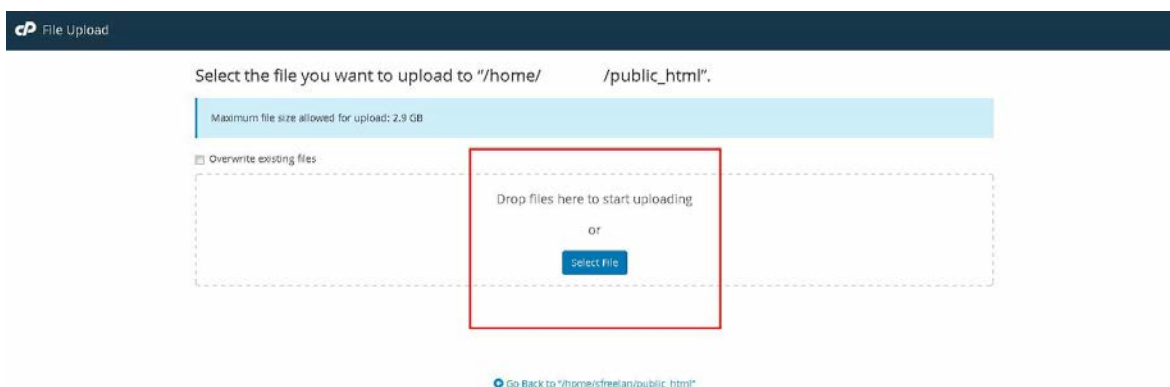 cP File Upload
Select the file you want to upload to "/home/ /public_html".
Maximum file size allowed for upload: 2.9 GB
Overwrite existing files
Drop files here to start uploading
or
Select File
Go Back to "/home/sfreelan/public_html"